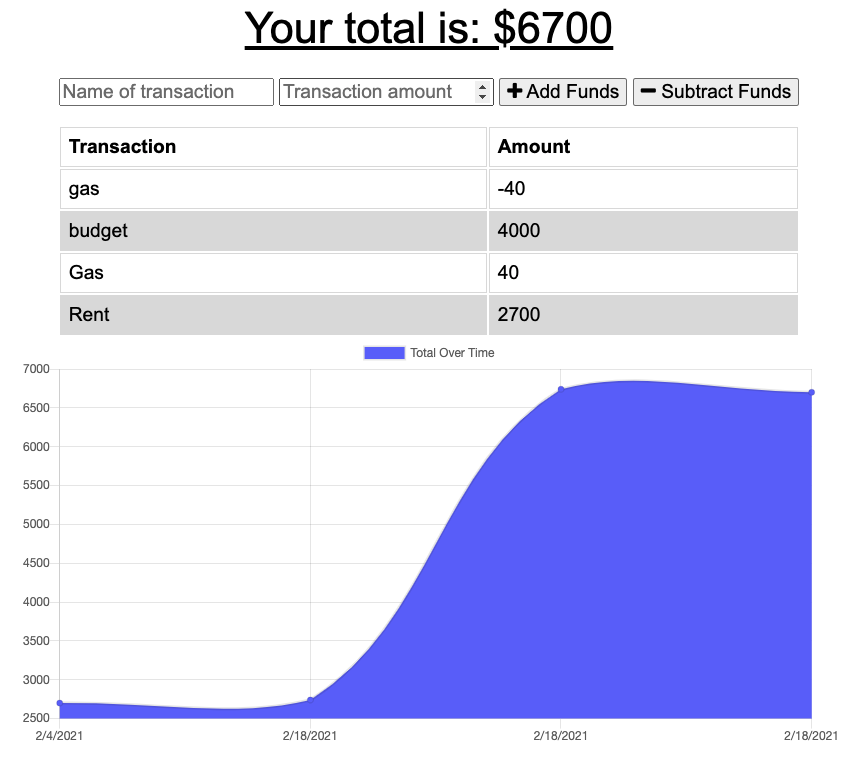 Your total is: $6700
Name of transaction Transaction amount Add Funds Subtract Funds
Transaction Amount
gas -40
budget 4000
Gas 40
Rent 2700
Total Over Time
7000
6500
6000
5500
5000
4500
4000
3500
3000
2500
2/4/2021 2/18/2021 2/18/2021 2/18/2021